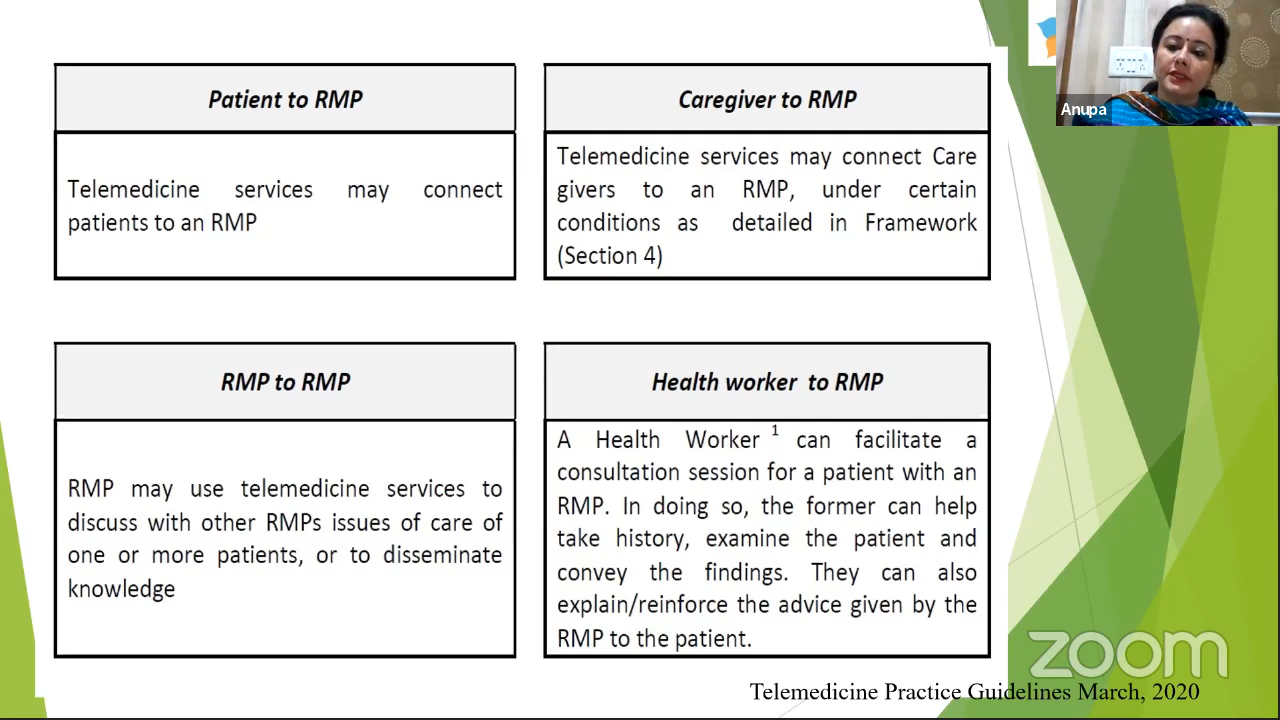 Patient to RMP
Telemedicine services may connect
patients to an RMP
Caregiver to RMP
Telemedicine services may connect Care
givers to an RMP, under certain
conditions as detailed in Framework
(Section 4)
RMP to RMP
RMP may use telemedicine services to
discuss with other RMPs issues of care of
one or more patients, or to disseminate
knowledge
Health worker to RMP
A Health Worker 1 can facilitate a
consultation session for a patient with an
RMP. In doing so, the former can help
take history, examine the patient and
convey the findings. They can also
explain/reinforce the advice given by the
RMP to the patient.
Anupa
zoom
Telemedicine Practice Guidelines March, 2020